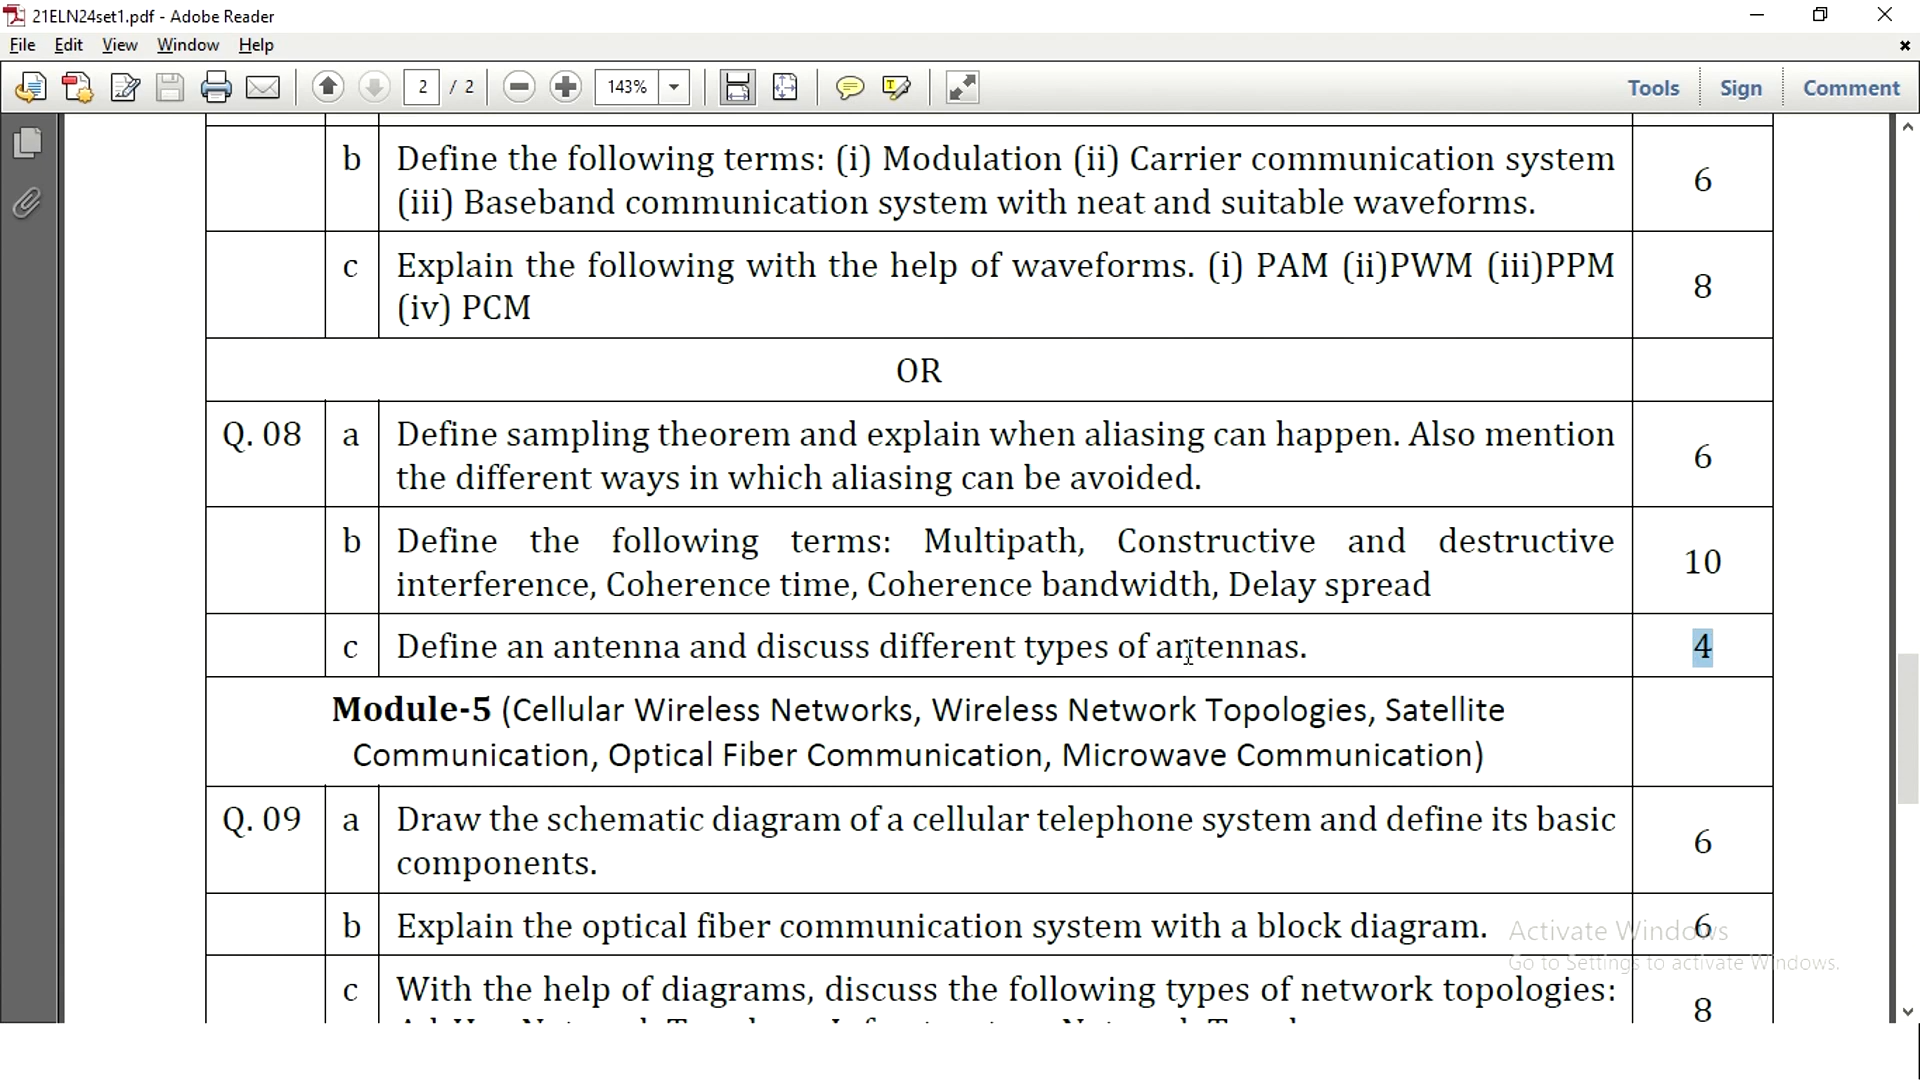 21ELN24set1.pdf - Adobe Reader
File Edit View Window Help
2 / 2 143% Tools Sign Comment
b Define the following terms: (i) Modulation (ii) Carrier communication system
(iii) Baseband communication system with neat and suitable waveforms.
6
c Explain the following with the help of waveforms. (i) PAM (ii)PWM (iii)PPM
(iv) PCM
8
OR
Q. 08 a Define sampling theorem and explain when aliasing can happen. Also mention
the different ways in which aliasing can be avoided.
6
b Define the following terms: Multipath, Constructive and destructive
interference, Coherence time, Coherence bandwidth, Delay spread
10
c Define an antenna and discuss different types of antennas. 4
Module-5 (Cellular Wireless Networks, Wireless Network Topologies, Satellite
Communication, Optical Fiber Communication, Microwave Communication)
Q. 09 a Draw the schematic diagram of a cellular telephone system and define its basic
components.
6
b Explain the optical fiber communication system with a block diagram. 6
Activate Windows
Go to Settings to activate Windows.
c With the help of diagrams, discuss the following types of network topologies:
8